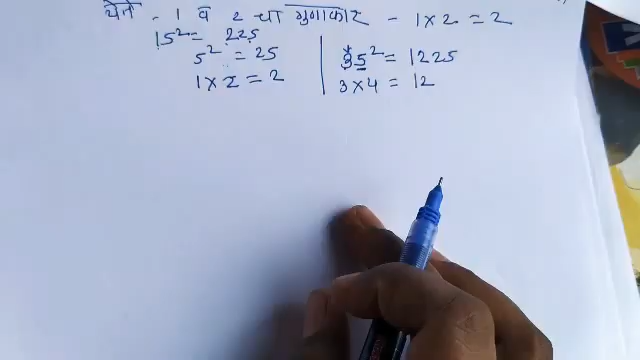 येते - 1 व 2 चा गुणाकार - 1 × 2 = 2
15² = 225
5² = 25
1 × 2 = 2
35² = 1225
3 × 4 = 12